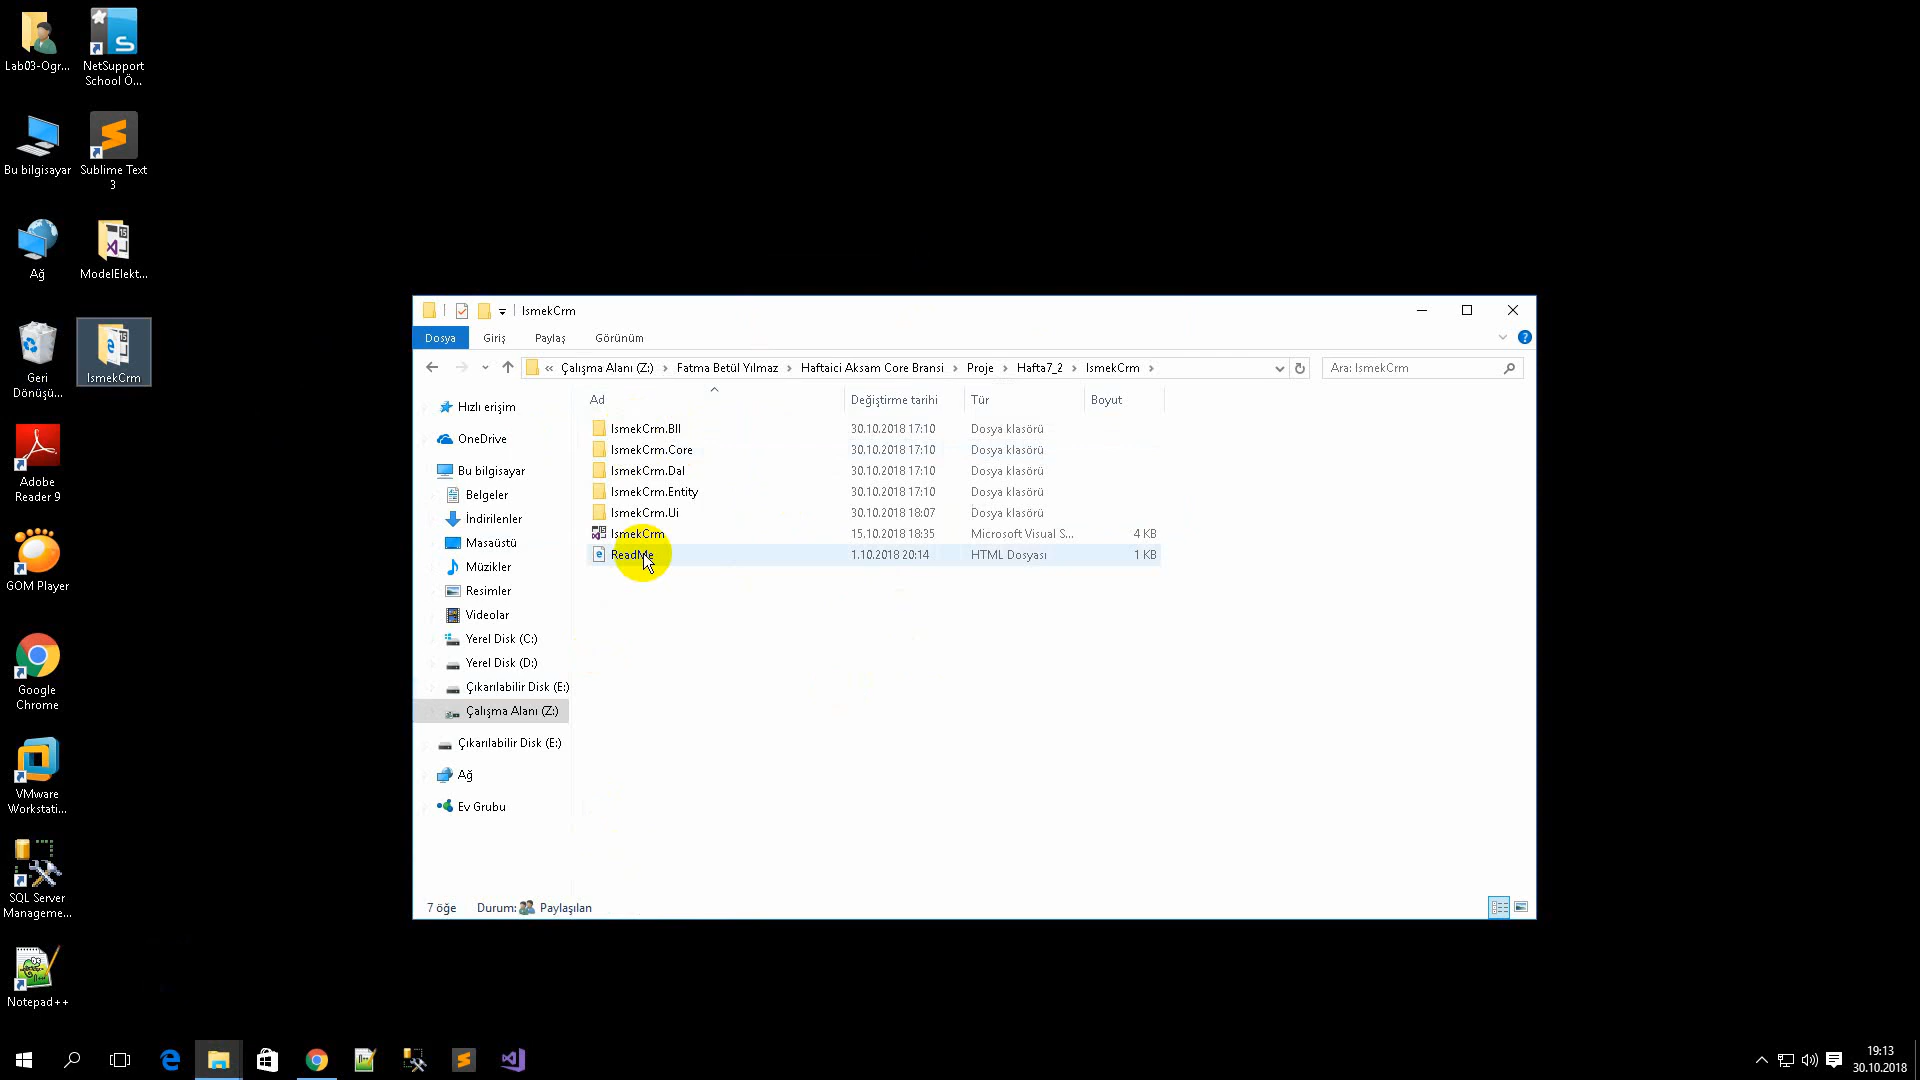 Lab03-Ogr...
NetSupport
School Ö...
Bu bilgisayar
Sublime Text
3
Ağ
ModelElekt...
Geri
Dönüşü...
IsmekCrm
Adobe
Reader 9
GOM Player
Google
Chrome
VMware
Workstati...
SQL Server
Manageme...
Notepad++
IsmekCrm
Dosya
Giriş
Paylaş
Görünüm
« Çalışma Alanı (Z:) › Fatma Betül Yılmaz › Haftaici Aksam Core Bransi › Proje › Hafta7_2 › IsmekCrm ›
Ara: IsmekCrm
Hızlı erişim
OneDrive
Bu bilgisayar
Belgeler
İndirilenler
Masaüstü
Müzikler
Resimler
Videolar
Yerel Disk (C:)
Yerel Disk (D:)
Çıkarılabilir Disk (E:)
Çalışma Alanı (Z:)
Çıkarılabilir Disk (E:)
Ağ
Ev Grubu
Ad Değiştirme tarihi Tür Boyut
IsmekCrm.Bll 30.10.2018 17:10 Dosya klasörü
IsmekCrm.Core 30.10.2018 17:10 Dosya klasörü
IsmekCrm.Dal 30.10.2018 17:10 Dosya klasörü
IsmekCrm.Entity 30.10.2018 17:10 Dosya klasörü
IsmekCrm.Ui 30.10.2018 18:07 Dosya klasörü
IsmekCrm 15.10.2018 18:35 Microsoft Visual S... 4 KB
ReadMe 1.10.2018 20:14 HTML Dosyası 1 KB
7 öğe Durum: Paylaşılan
19:13
30.10.2018